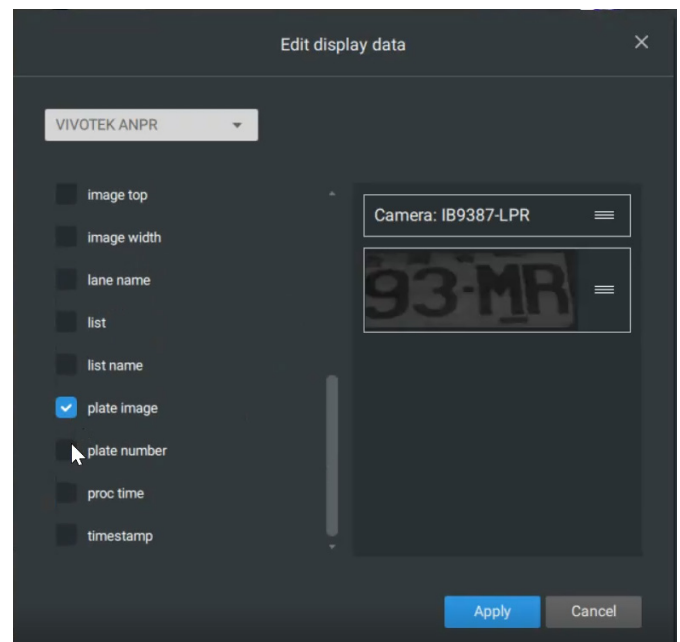 Edit display data
VIVOTEK ANPR
image top
image width
lane name
list
list name
plate image
plate number
proc time
timestamp
Camera: IB9387-LPR
93-MR
Apply
Cancel